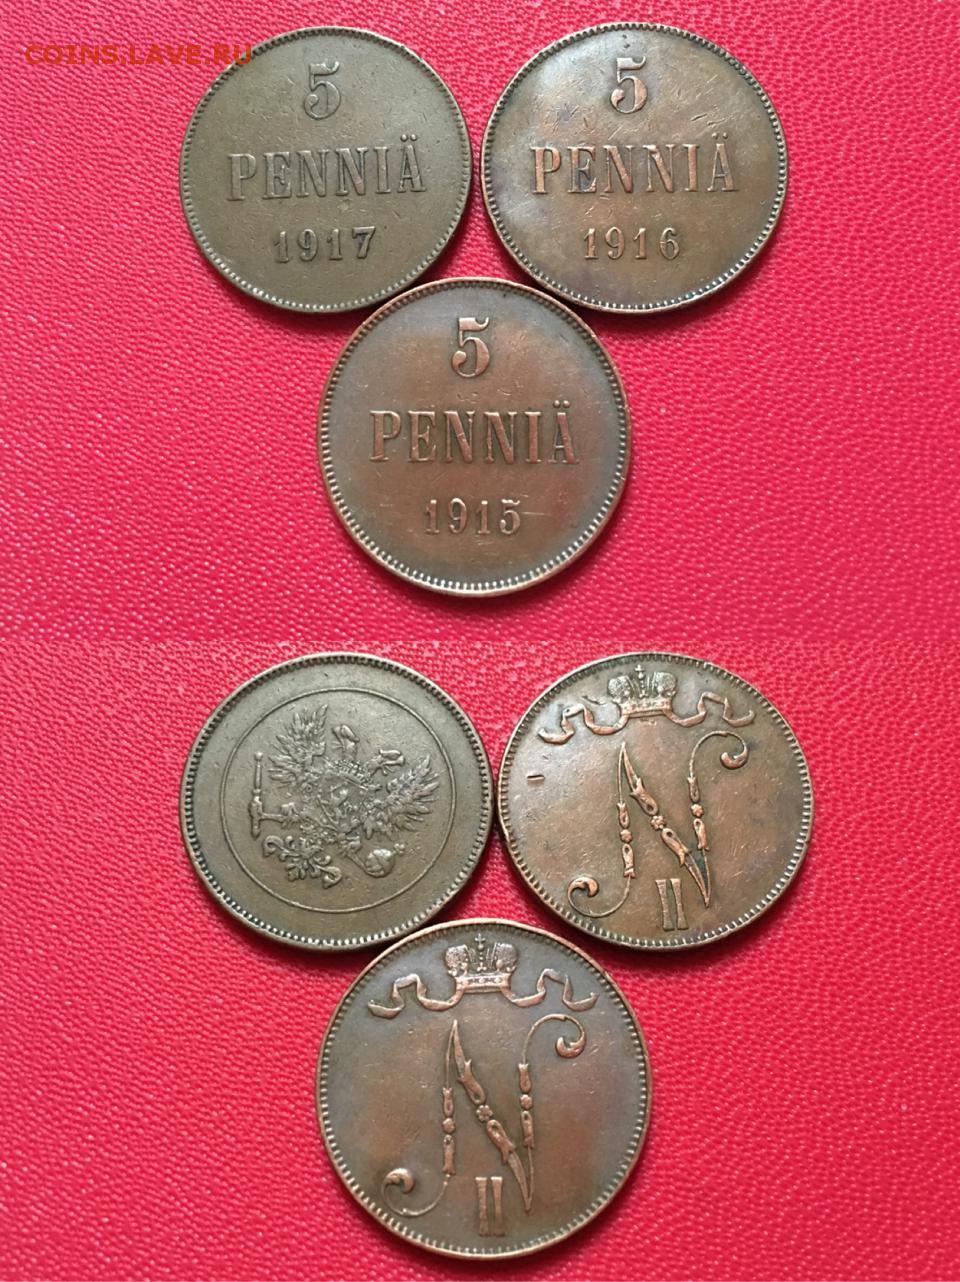 COINS.LAVE.RU
5
PENNIÄ
1917
5
PENNIÄ
1916
5
PENNIÄ
1915
N
II
N
II